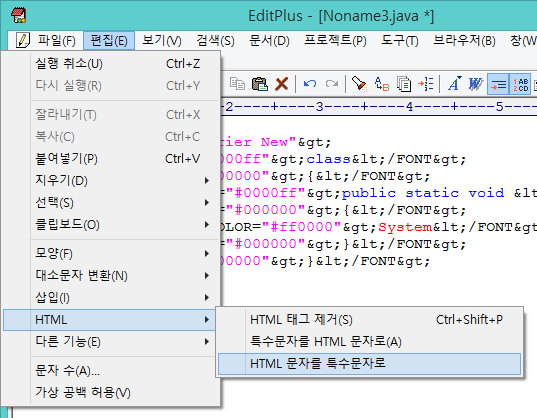 EditPlus - [Noname3.java *]
파일(F) 편집(E) 보기(V) 검색(S) 문서(D) 프로젝트(P) 도구(T) 브라우저(B) 창(W
실행 취소(U) Ctrl+Z
다시 실행(R) Ctrl+Y
잘라내기(T) Ctrl+X
복사(C) Ctrl+C
붙여넣기(P) Ctrl+V
지우기(D)
선택(S)
클립보드(O)
모양(F)
대소문자 변환(N)
삽입(I)
HTML
다른 기능(E)
문자 수(A)...
가상 공백 허용(V)
HTML 태그 제거(S) Ctrl+Shift+P
특수문자를 HTML 문자로(A)
HTML 문자를 특수문자로
----2----+----3----+----4----+----5--
rier New"&gt;
000ff"&gt;class&lt;/FONT&gt;
00000"&gt;{&lt;/FONT&gt;
="#0000ff"&gt;public static void &l
="#000000"&gt;{&lt;/FONT&gt;
OLOR="#ff0000"&gt;System&lt;/FONT
="#000000"&gt;}&lt;/FONT&gt;
00000"&gt;}&lt;/FONT&gt;